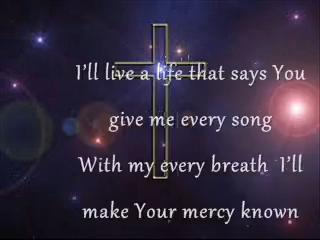 I'll live a life that says You
give me every song
With my every breath I'll
make Your mercy known